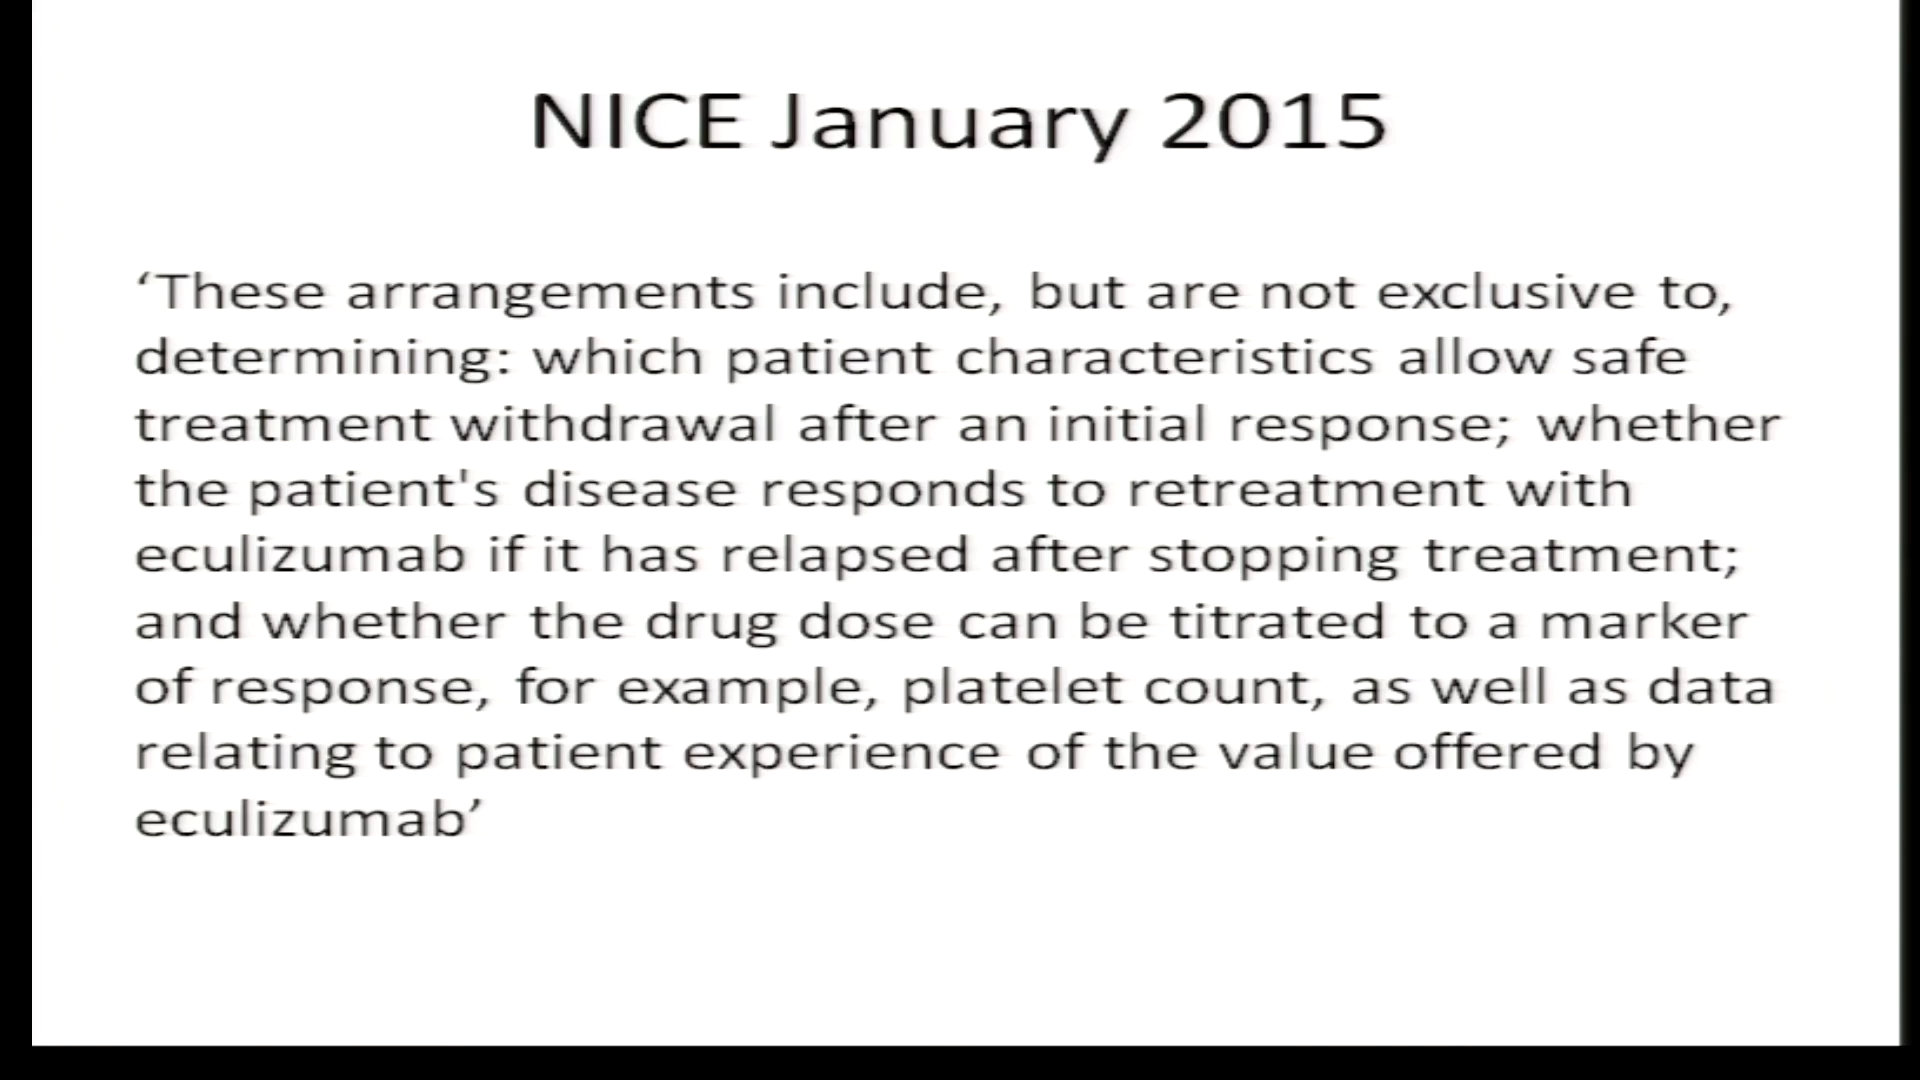 NICE January 2015
‘These arrangements include, but are not exclusive to,
determining: which patient characteristics allow safe
treatment withdrawal after an initial response; whether
the patient's disease responds to retreatment with
eculizumab if it has relapsed after stopping treatment;
and whether the drug dose can be titrated to a marker
of response, for example, platelet count, as well as data
relating to patient experience of the value offered by
eculizumab’